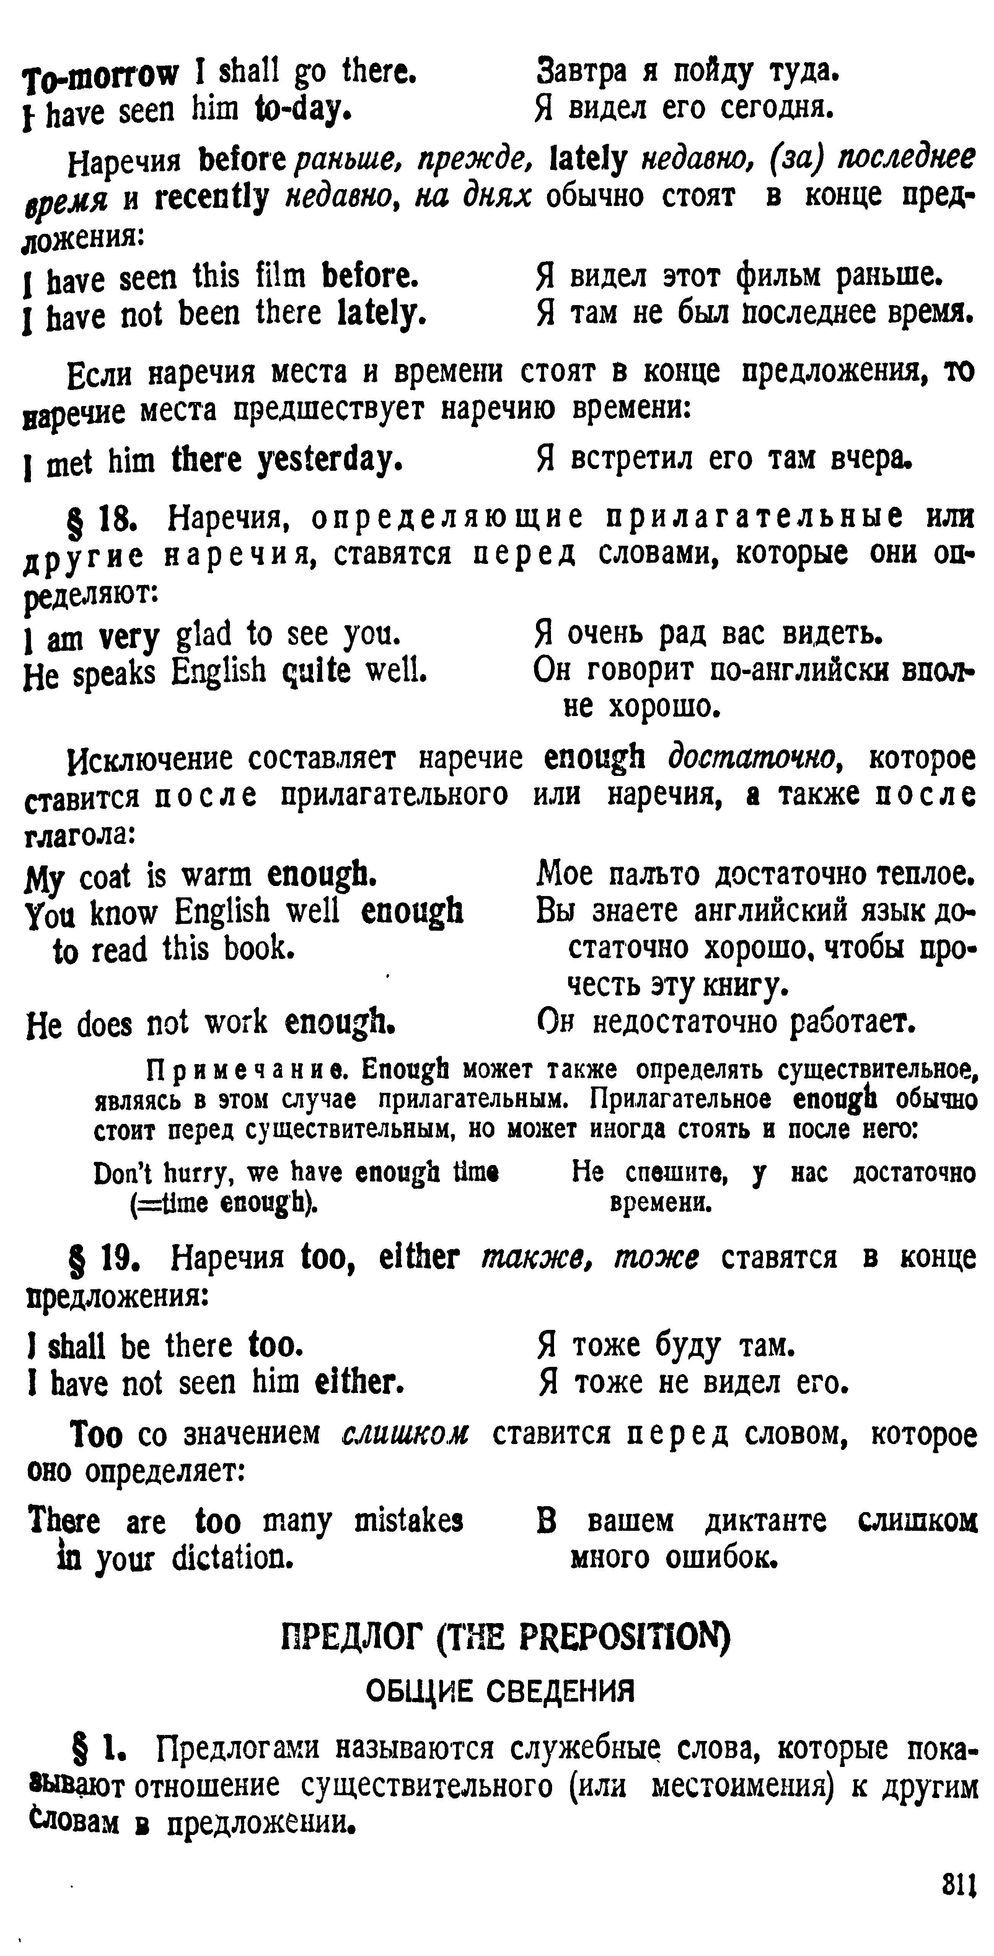 To-morrow I shall go there. Завтра я пойду туда.
I have seen him to-day. Я видел его сегодня.
Наречия before раньше, прежде, lately недавно, (за) последнее
время и recently недавно, на днях обычно стоят в конце пред-
ложения:
I have seen this film before. Я видел этот фильм раньше.
I have not been there lately. Я там не был последнее время.
Если наречия места и времени стоят в конце предложения, то
наречие места предшествует наречию времени:
I met him there yesterday. Я встретил его там вчера.
§ 18. Наречия, определяющие прилагательные или
другие наречия, ставятся перед словами, которые они оп-
ределяют:
I am very glad to see you. Я очень рад вас видеть.
He speaks English quite well. Он говорит по-английски впол-
не хорошо.
Исключение составляет наречие enough достаточно, которое
ставится после прилагательного или наречия, а также после
глагола:
My coat is warm enough. Мое пальто достаточно теплое.
You know English well enough Вы знаете английский язык до-
to read this book. статочно хорошо, чтобы про-
честь эту книгу.
He does not work enough. Он недостаточно работает.
Примечание. Enough может также определять существительное,
являясь в этом случае прилагательным. Прилагательное enough обычно
стоит перед существительным, но может иногда стоять и после него:
Don't hurry, we have enough time Не спешите, у нас достаточно
(=time enough). времени.
§ 19. Наречия too, either также, тоже ставятся в конце
предложения:
I shall be there too. Я тоже буду там.
I have not seen him either. Я тоже не видел его.
Too со значением слишком ставится перед словом, которое
оно определяет:
There are too many mistakes В вашем диктанте слишком
in your dictation. много ошибок.
ПРЕДЛОГ (THE PREPOSITION)
ОБЩИЕ СВЕДЕНИЯ
§ 1. Предлогами называются служебные слова, которые пока-
зывают отношение существительного (или местоимения) к другим
словам в предложении.
311